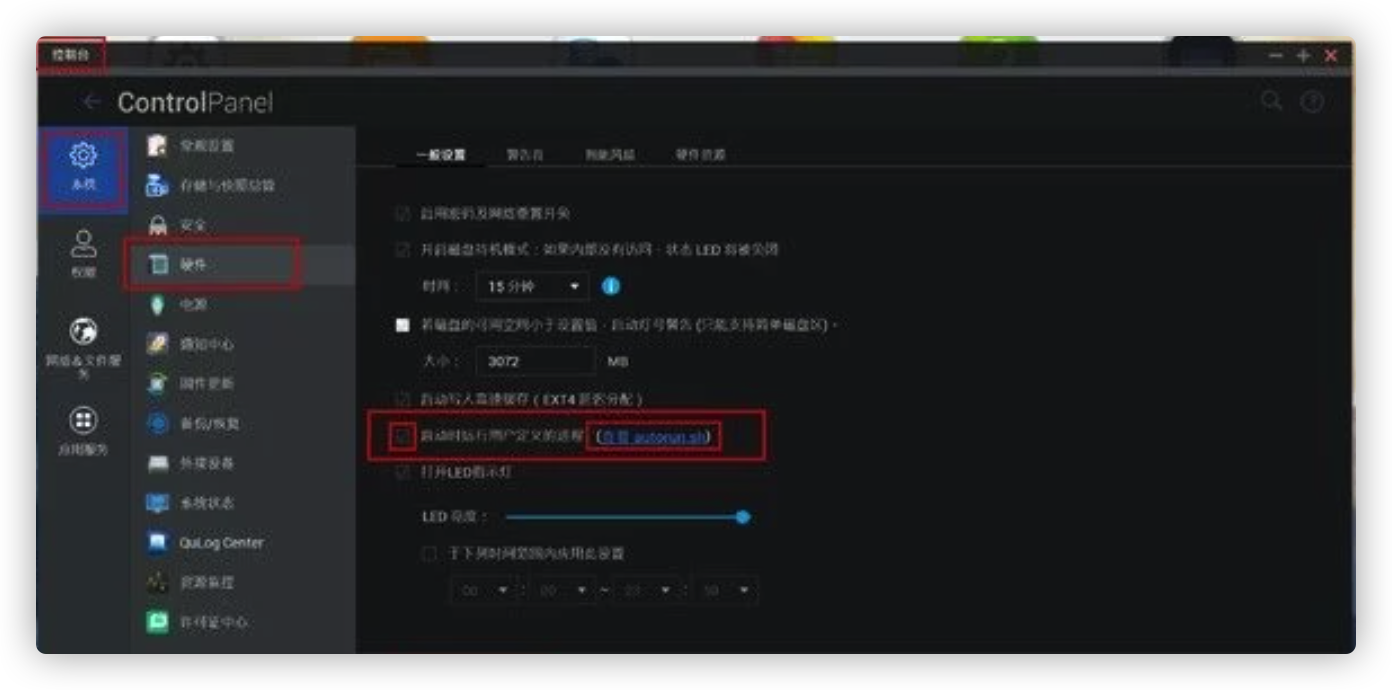 控制台
ControlPanel
系统
权限
网络&文件服
务
应用服务
常规设置
存储与快照总管
安全
硬件
电源
通知中心
固件更新
备份/恢复
外接设备
系统状态
QuLog Center
资源监控
许可证中心
一般设置 警告音 智能风扇 硬件资源
启用密码及网络重置开关
开启磁盘待机模式:如果内部没有访问,状态 LED 将被关闭
时间: 15 分钟
若磁盘的可用空间小于设置值,启动灯号警告 (只能支持简单磁盘区)。
大小: 3072 MB
启动写入高速缓存 ( EXT4 延迟分配 )
启动时运行用户定义的进程 (查看 autorun.sh)
打开LED指示灯
LED 亮度:
于下列时间范围内应用此设置
00 : 00 ~ 23 :